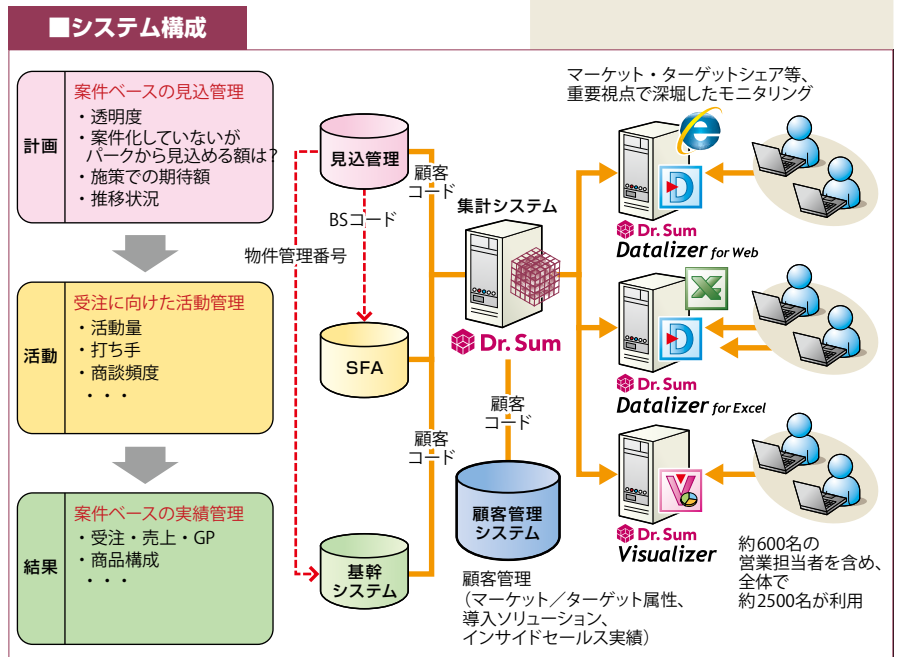 ■システム構成
計画
案件ベースの見込管理
・透明度
・案件化していないが
パークから見込める額は?
・施策での期待額
・推移状況
活動
受注に向けた活動管理
・活動量
・打ち手
・商談頻度
・・・
結果
案件ベースの実績管理
・受注・売上・GP
・商品構成
・・・
見込管理
顧客
コード
BSコード
物件管理番号
SFA
顧客
コード
基幹
システム
集計システム
Dr.Sum
顧客
コード
顧客管理
システム
顧客管理
(マーケット/ターゲット属性、
導入ソリューション、
インサイドセールス実績)
マーケット・ターゲットシェア等、
重要視点で深堀したモニタリング
Dr.Sum
Datalizer for Web
Dr.Sum
Datalizer for Excel
Dr.Sum
Visualizer
約600名の
営業担当者を含め、
全体で
約2500名が利用